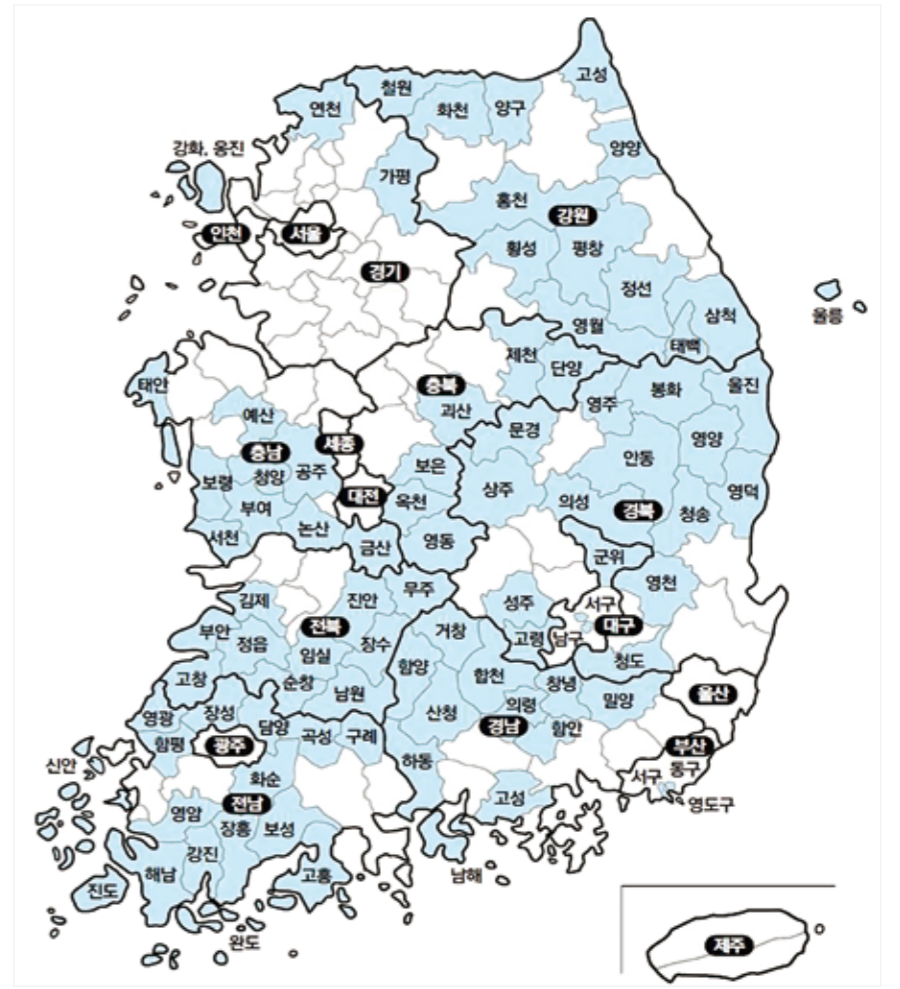 고성
철원
연천
화천
양구
강화, 옹진
양양
가평
홍천
강원
인천
서울
횡성
평창
경기
정선
삼척
울릉
영월
태백
제천
단양
태안
충북
봉화
울진
예산
괴산
영주
문경
영양
세종
충남
안동
공주
보은
보령
청양
상주
영덕
대전
옥천
의성
경북
청송
부여
논산
서천
금산
영동
군위
영천
무주
김제
진안
성주
서구
대구
전북
거창
부안
정읍
장수
고령
남구
임실
청도
함양
합천
고창
순창
남원
창녕
밀양
울산
의령
산청
영광
장성
담양
경남
함안
곡성
구례
함평
광주
부산
신안
하동
서구
동구
화순
고성
영도구
전남
영암
장흥
보성
강진
해남
고흥
남해
진도
완도
제주